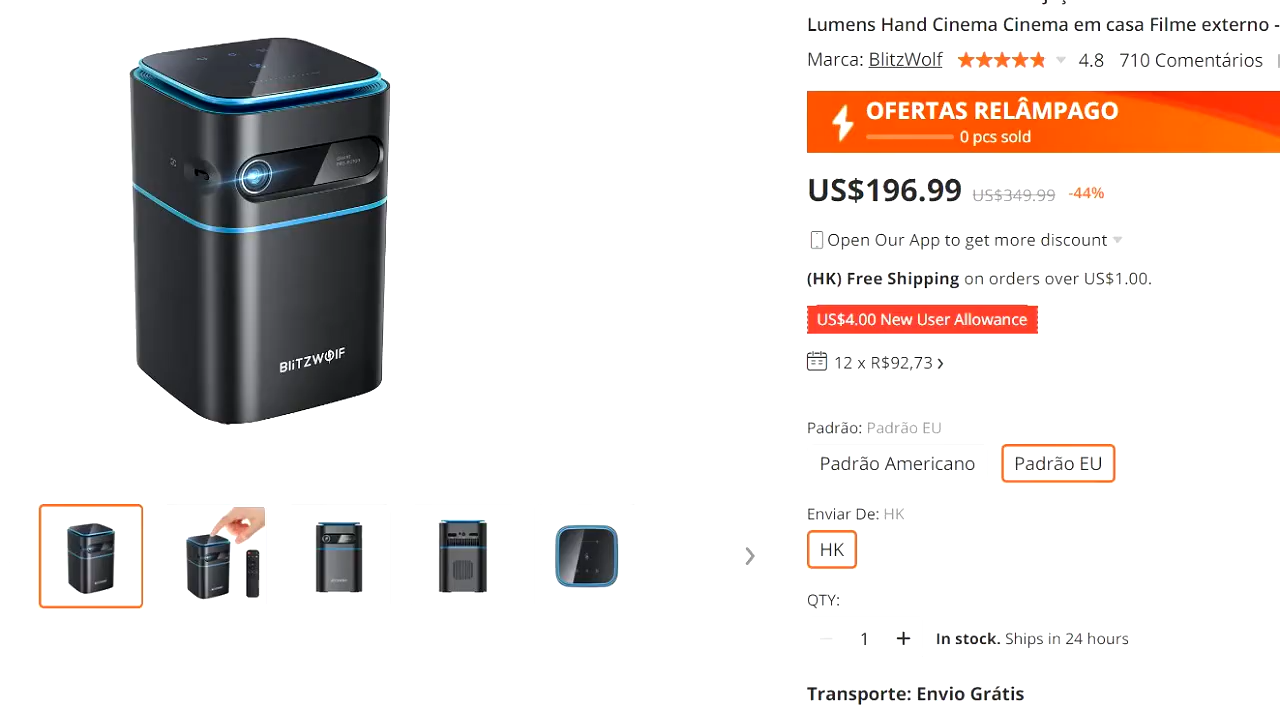 Lumens Hand Cinema Cinema em casa Filme externo -
Marca: BlitzWolf 4.8 710 Comentários
OFERTAS RELÂMPAGO
0 pcs sold
US$196.99 US$349.99 -44%
Open Our App to get more discount
(HK) Free Shipping on orders over US$1.00.
US$4.00 New User Allowance
12 x R$92,73
Padrão: Padrão EU
Padrão Americano Padrão EU
Enviar De: HK
HK
QTY:
1 + In stock. Ships in 24 hours
Transporte: Envio Grátis
BLITZWOLF